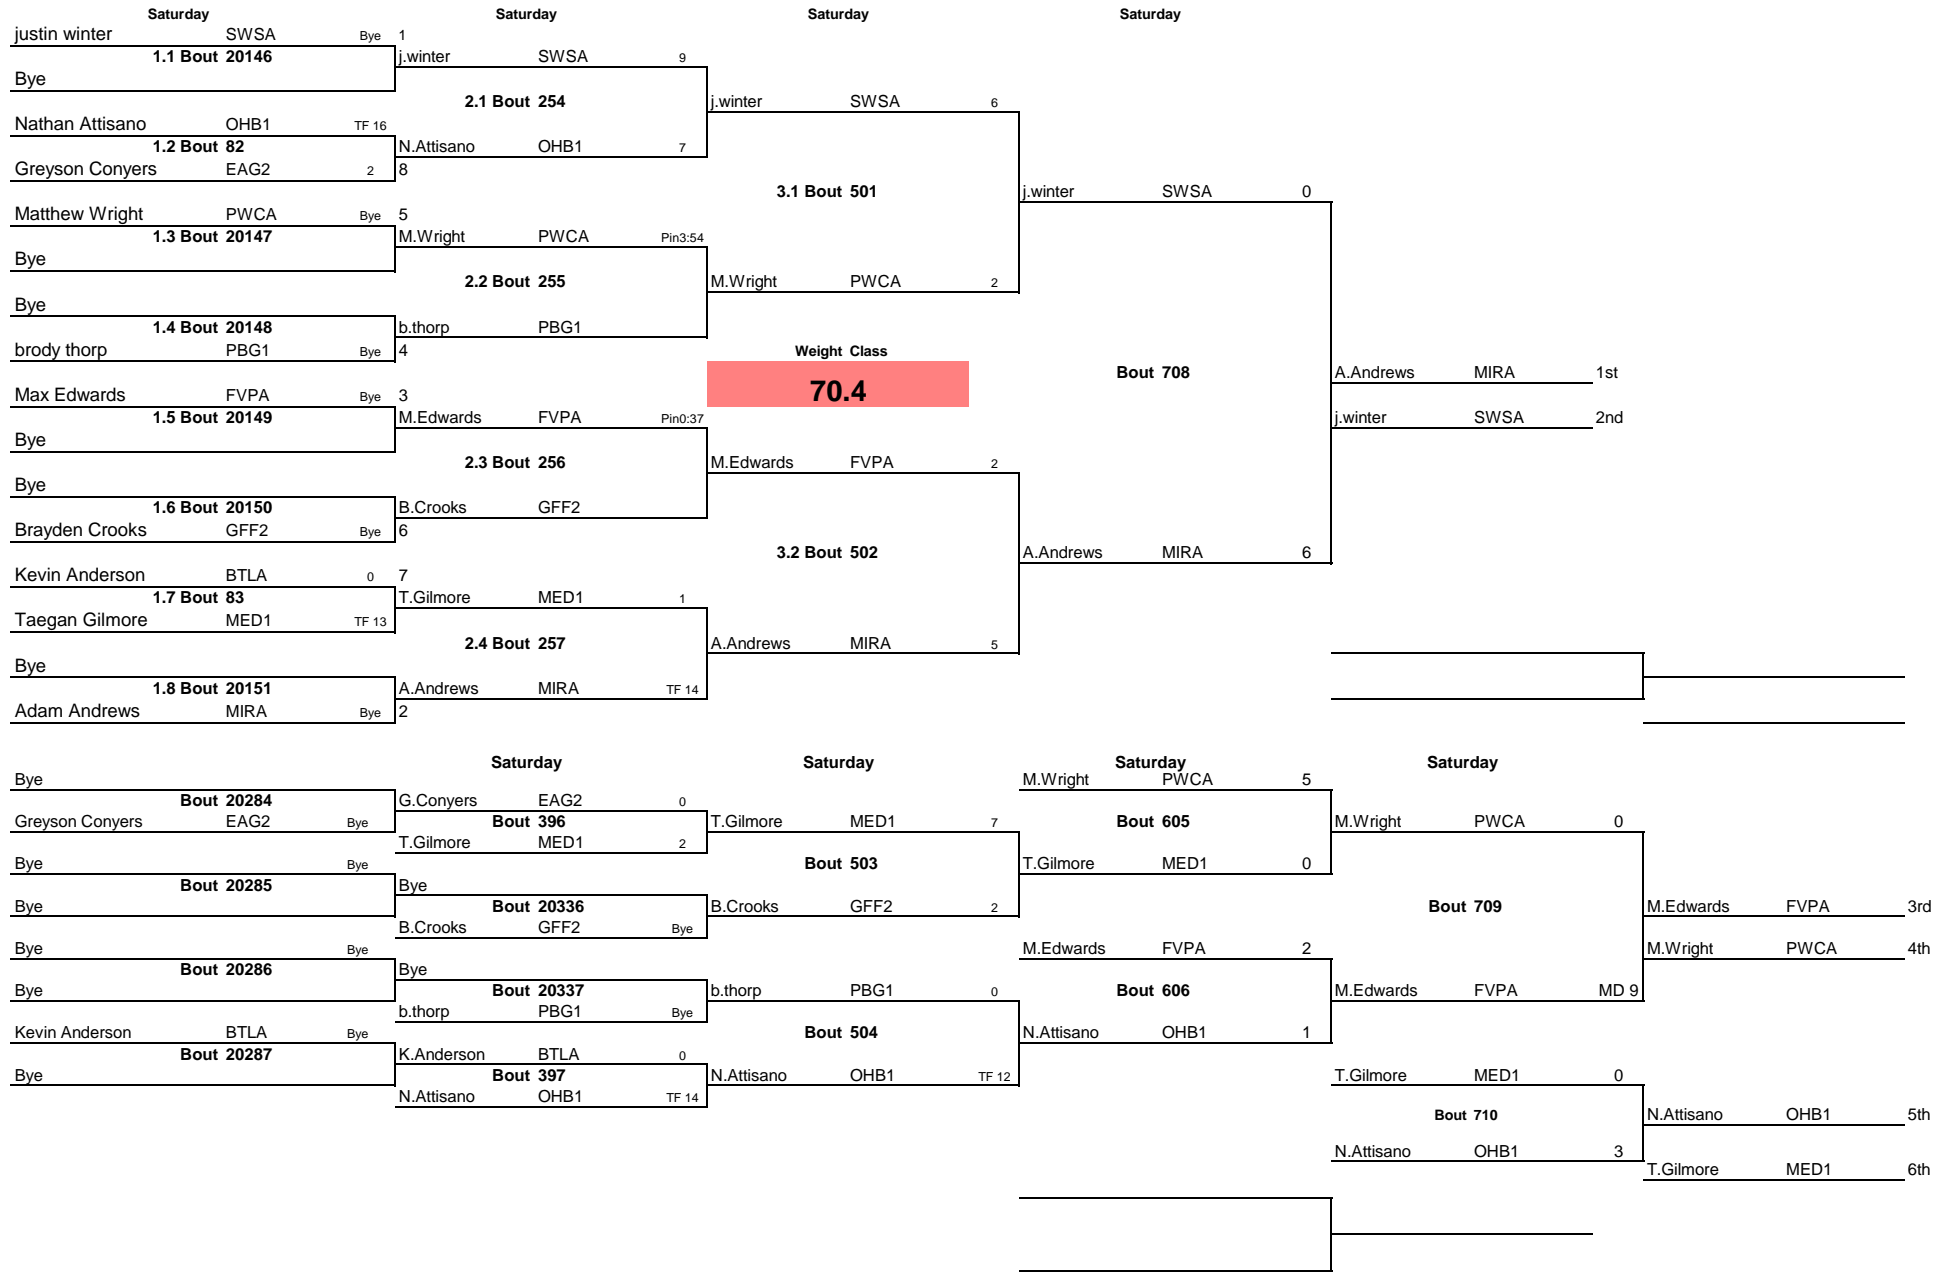 Saturday Saturday Saturday Saturday
justin winter SWSA Bye 1
1.1 Bout 20146 j.winter SWSA 9
Bye
2.1 Bout 254 j.winter SWSA 6
Nathan Attisano OHB1 TF 16
1.2 Bout 82 N.Attisano OHB1 7
Greyson Conyers EAG2 2 8
3.1 Bout 501 j.winter SWSA 0
Matthew Wright PWCA Bye 5
1.3 Bout 20147 M.Wright PWCA Pin3:54
Bye
2.2 Bout 255 M.Wright PWCA 2
Bye
1.4 Bout 20148 b.thorp PBG1
brody thorp PBG1 Bye 4
Weight Class
Bout 708 A.Andrews MIRA 1st
70.4
Max Edwards FVPA Bye 3
1.5 Bout 20149 M.Edwards FVPA Pin0:37 j.winter SWSA 2nd
Bye
2.3 Bout 256 M.Edwards FVPA 2
Bye
1.6 Bout 20150 B.Crooks GFF2
Brayden Crooks GFF2 Bye 6
3.2 Bout 502 A.Andrews MIRA 6
Kevin Anderson BTLA 0 7
1.7 Bout 83 T.Gilmore MED1 1
Taegan Gilmore MED1 TF 13
2.4 Bout 257 A.Andrews MIRA 5
Bye
1.8 Bout 20151 A.Andrews MIRA TF 14
Adam Andrews MIRA Bye 2
Saturday Saturday Saturday Saturday
Bye M.Wright PWCA 5
Bout 20284 G.Conyers EAG2 0
Greyson Conyers EAG2 Bye Bout 396 T.Gilmore MED1 7 Bout 605 M.Wright PWCA 0
T.Gilmore MED1 2
Bye Bye Bout 503 T.Gilmore MED1 0
Bout 20285 Bye
Bye Bout 20336 B.Crooks GFF2 2 Bout 709 M.Edwards FVPA 3rd
B.Crooks GFF2 Bye
Bye Bye M.Edwards FVPA 2 M.Wright PWCA 4th
Bout 20286 Bye
Bye Bout 20337 b.thorp PBG1 0 Bout 606 M.Edwards FVPA MD 9
b.thorp PBG1 Bye
Kevin Anderson BTLA Bye Bout 504 N.Attisano OHB1 1
Bout 20287 K.Anderson BTLA 0
Bye Bout 397 N.Attisano OHB1 TF 12 T.Gilmore MED1 0
N.Attisano OHB1 TF 14
Bout 710 N.Attisano OHB1 5th
N.Attisano OHB1 3
T.Gilmore MED1 6th